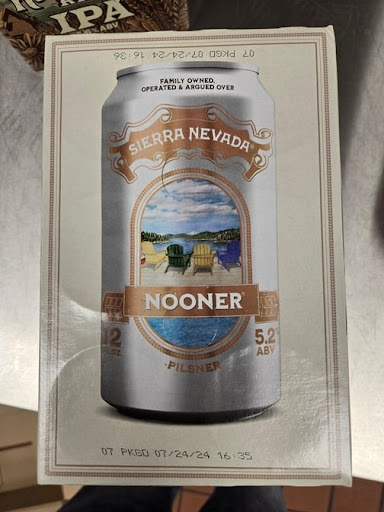 IPA
07 PKGD 07/24/24 16:36
FAMILY OWNED,
OPERATED & ARGUED OVER
SIERRA NEVADA
NOONER
12
OZ
5.2%
ABV
PILSNER
07 PKGD 07/24/24 16:35